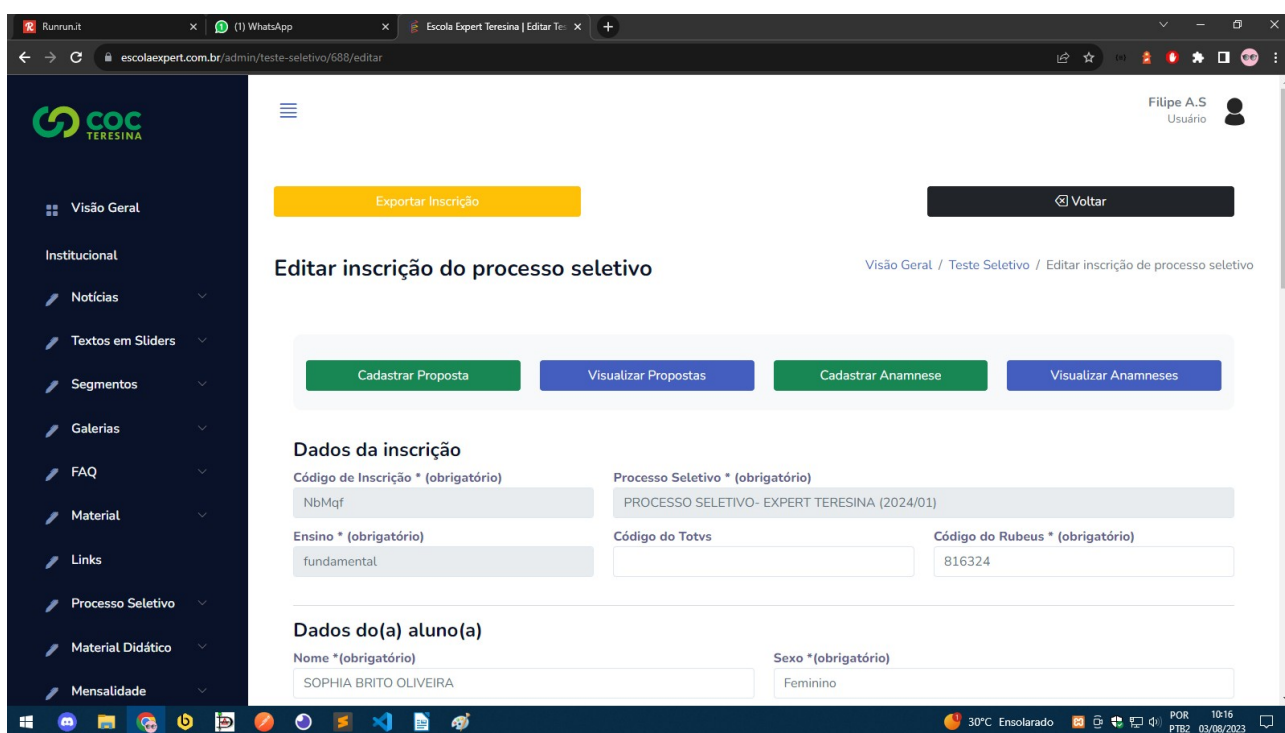 Runrun.it
(1) WhatsApp
Escola Expert Teresina | Editar Tes
escolaexpert.com.br/admin/teste-seletivo/688/editar
COC
TERESINA
Filipe A.S
Usuário
Visão Geral
Institucional
Notícias
Textos em Sliders
Segmentos
Galerias
FAQ
Material
Links
Processo Seletivo
Material Didático
Mensalidade
Exportar Inscrição
Voltar
Editar inscrição do processo seletivo
Visão Geral / Teste Seletivo / Editar inscrição de processo seletivo
Cadastrar Proposta
Visualizar Propostas
Cadastrar Anamnese
Visualizar Anamneses
Dados da inscrição
Código de Inscrição * (obrigatório)
Processo Seletivo * (obrigatório)
NbMqf
PROCESSO SELETIVO- EXPERT TERESINA (2024/01)
Ensino * (obrigatório)
Código do Totvs
Código do Rubeus * (obrigatório)
fundamental
816324
Dados do(a) aluno(a)
Nome *(obrigatório)
Sexo *(obrigatório)
SOPHIA BRITO OLIVEIRA
Feminino
30°C Ensolarado
POR
PTB2
10:16
03/08/2023